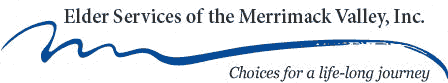 Elder Services of the Merrimack Valley, Inc.
Choices for a life-long journey